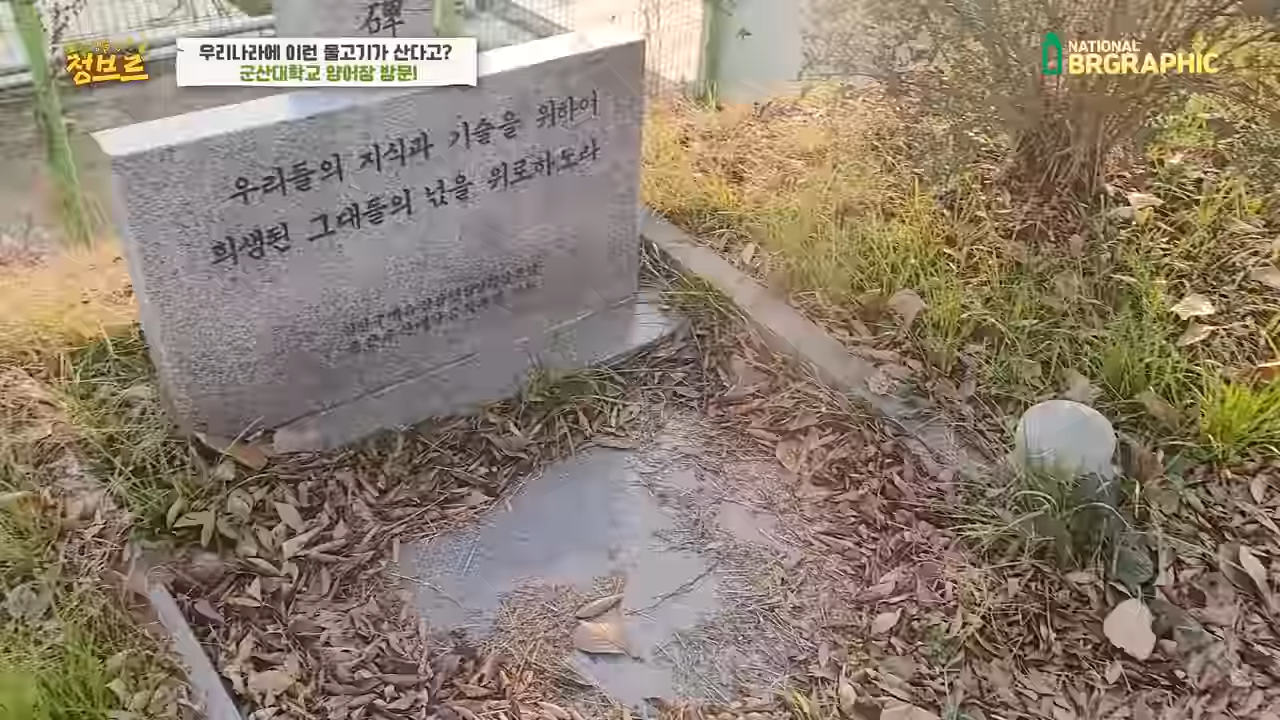 碑
청브르
우리나라에 이런 물고기가 산다고?
군산대학교 양어장 방문!
NATIONAL
BRGRAPHIC
우리들의 지식과 기술을 위하여
희생된 그대들의 넋을 위로하노라